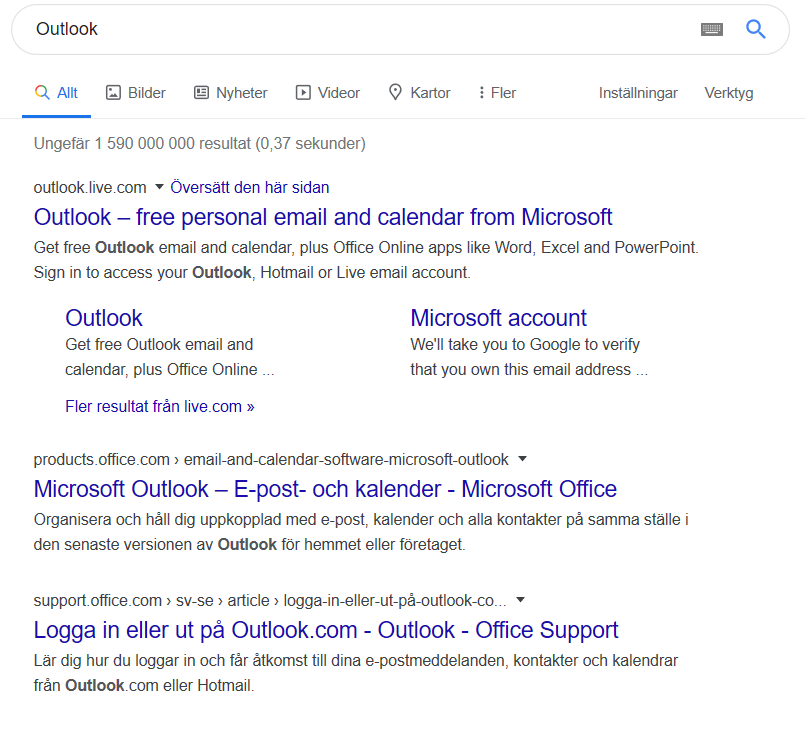 Outlook
Allt Bilder Nyheter Videor Kartor Fler Inställningar Verktyg
Ungefär 1 590 000 000 resultat (0,37 sekunder)
outlook.live.com Översätt den här sidan
Outlook – free personal email and calendar from Microsoft
Get free Outlook email and calendar, plus Office Online apps like Word, Excel and PowerPoint.
Sign in to access your Outlook, Hotmail or Live email account.
Outlook
Get free Outlook email and
calendar, plus Office Online ...
Microsoft account
We'll take you to Google to verify
that you own this email address ...
Fler resultat från live.com »
products.office.com › email-and-calendar-software-microsoft-outlook
Microsoft Outlook – E-post- och kalender - Microsoft Office
Organisera och håll dig uppkopplad med e-post, kalender och alla kontakter på samma ställe i
den senaste versionen av Outlook för hemmet eller företaget.
support.office.com › sv-se › article › logga-in-eller-ut-på-outlook-co...
Logga in eller ut på Outlook.com - Outlook - Office Support
Lär dig hur du loggar in och får åtkomst till dina e-postmeddelanden, kontakter och kalendrar
från Outlook.com eller Hotmail.